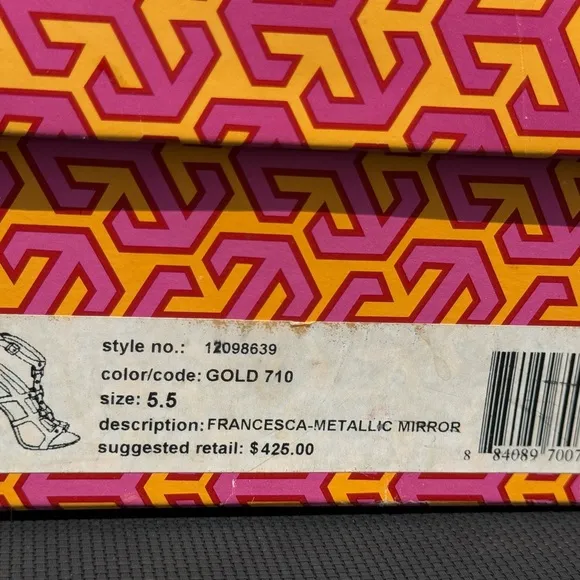 style no.: 12098639
color/code: GOLD 710
size: 5.5
description: FRANCESCA-METALLIC MIRROR
suggested retail: $425.00
8 84089 7007